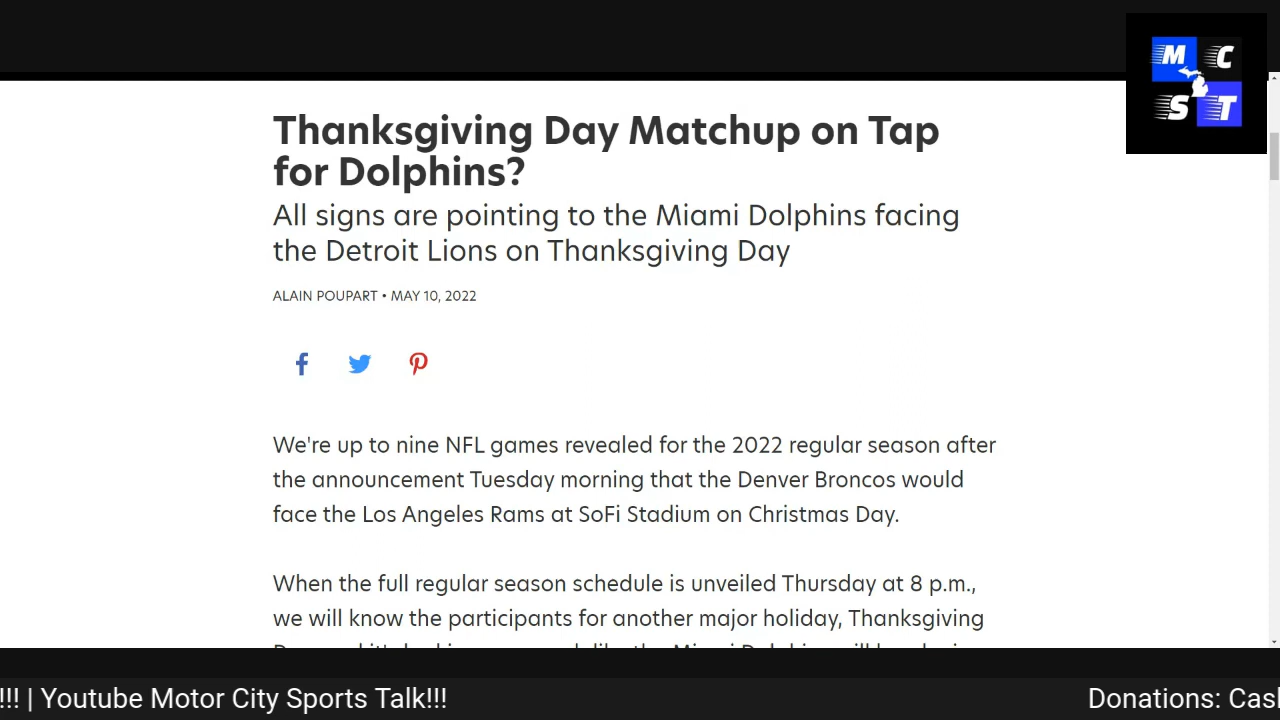 M C
S T
Thanksgiving Day Matchup on Tap
for Dolphins?
All signs are pointing to the Miami Dolphins facing
the Detroit Lions on Thanksgiving Day
ALAIN POUPART • MAY 10, 2022
We're up to nine NFL games revealed for the 2022 regular season after
the announcement Tuesday morning that the Denver Broncos would
face the Los Angeles Rams at SoFi Stadium on Christmas Day.
When the full regular season schedule is unveiled Thursday at 8 p.m.,
we will know the participants for another major holiday, Thanksgiving
!!! | Youtube Motor City Sports Talk!!!
Donations: Cas